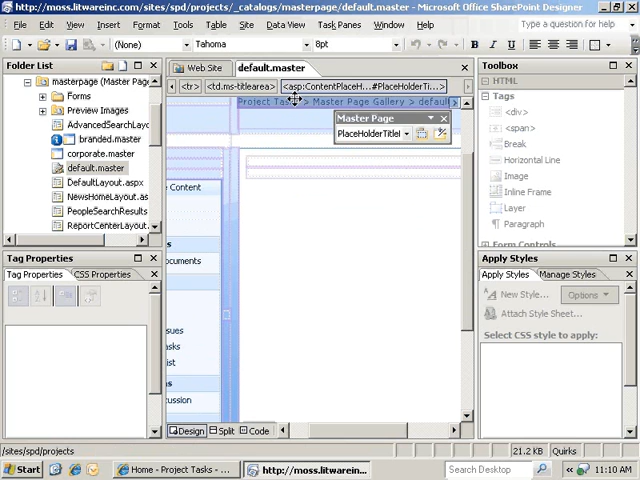 http://moss.litwareinc.com/sites/spd/projects/_catalogs/masterpage/default.master - Microsoft Office SharePoint Designer
File Edit View Insert Format Tools Table Site Data View Task Panes Window Help Type a question for help
(None) Tahoma 8pt B I U
Folder List
masterpage (Master Pag
Forms
Preview Images
AdvancedSearchLayo
branded.master
corporate.master
default.master
DefaultLayout.aspx
NewsHomeLayout.as
PeopleSearchResults
ReportCenterLayout.
Tag Properties
Tag Properties CSS Properties
Web Site default.master
<tr> <td.ms-titlearea> <asp:ContentPlaceH...#PlaceHolderTi...>
Project Tasks > Master Page Gallery > default
Master Page
PlaceHolderTitleI
e Content
s
ocuments
sues
sks
ist
ns
cussion
Design Split Code
Toolbox
HTML
Tags
<div>
<span>
Break
Horizontal Line
Image
Inline Frame
Layer
Paragraph
Form Controls
Apply Styles
Apply Styles Manage Styles
New Style... Options
Attach Style Sheet...
Select CSS style to apply:
/sites/spd/projects 21.2 KB Quirks
Start Home - Project Tasks - ... http://moss.litwarein... Search Desktop 11:10 AM